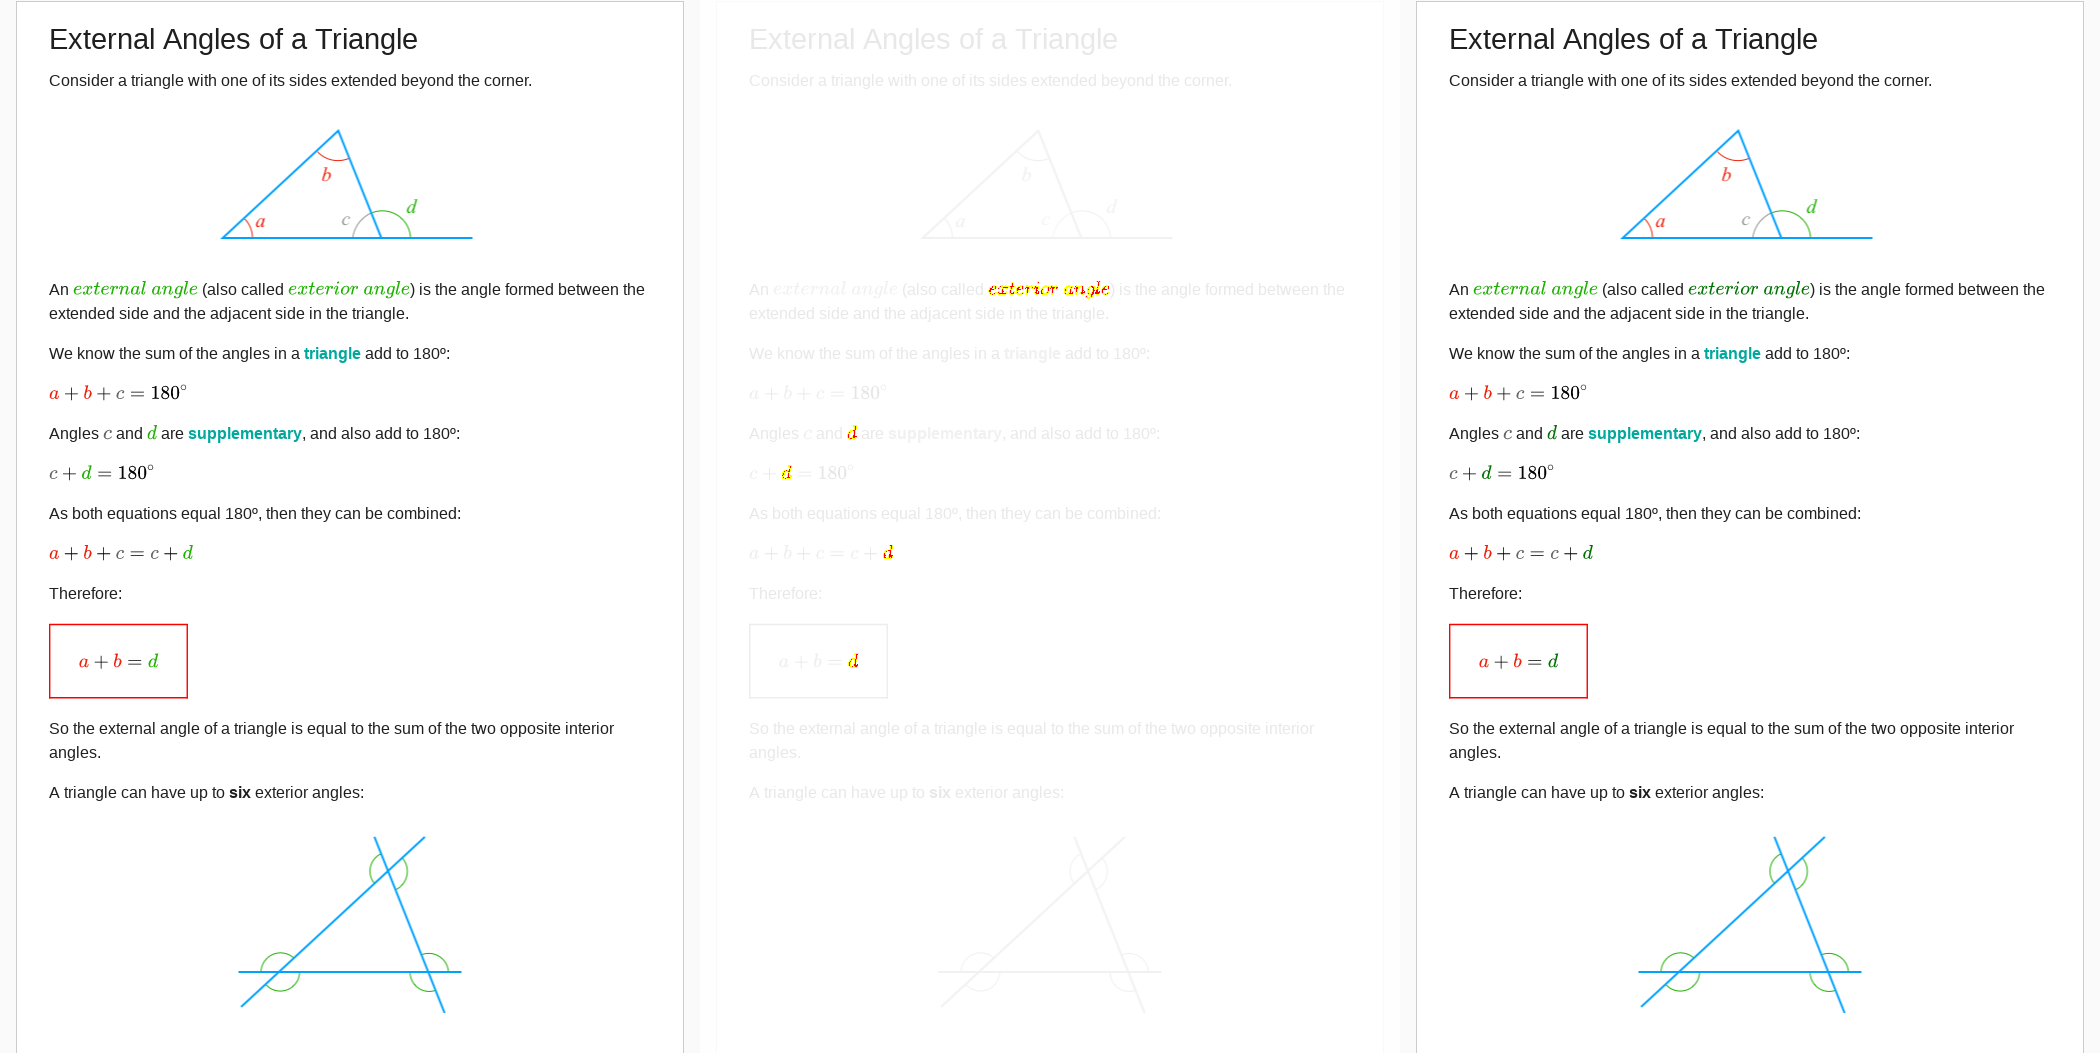 External Angles of a Triangle
Consider a triangle with one of its sides extended beyond the corner.
b
a
c
d
An external angle (also called exterior angle) is the angle formed between the
extended side and the adjacent side in the triangle.
We know the sum of the angles in a triangle add to 180º:
a + b + c = 180°
Angles c and d are supplementary, and also add to 180º:
c + d = 180°
As both equations equal 180º, then they can be combined:
a + b + c = c + d
Therefore:
a + b = d
So the external angle of a triangle is equal to the sum of the two opposite interior
angles.
A triangle can have up to six exterior angles:
External Angles of a Triangle
Consider a triangle with one of its sides extended beyond the corner.
b
a
c
d
An external angle (also called exterior angle) is the angle formed between the
extended side and the adjacent side in the triangle.
We know the sum of the angles in a triangle add to 180º:
a + b + c = 180°
Angles c and d are supplementary, and also add to 180º:
c + d = 180°
As both equations equal 180º, then they can be combined:
a + b + c = c + d
Therefore:
a + b = d
So the external angle of a triangle is equal to the sum of the two opposite interior
angles.
A triangle can have up to six exterior angles:
External Angles of a Triangle
Consider a triangle with one of its sides extended beyond the corner.
b
a
c
d
An external angle (also called exterior angle) is the angle formed between the
extended side and the adjacent side in the triangle.
We know the sum of the angles in a triangle add to 180º:
a + b + c = 180°
Angles c and d are supplementary, and also add to 180º:
c + d = 180°
As both equations equal 180º, then they can be combined:
a + b + c = c + d
Therefore:
a + b = d
So the external angle of a triangle is equal to the sum of the two opposite interior
angles.
A triangle can have up to six exterior angles: